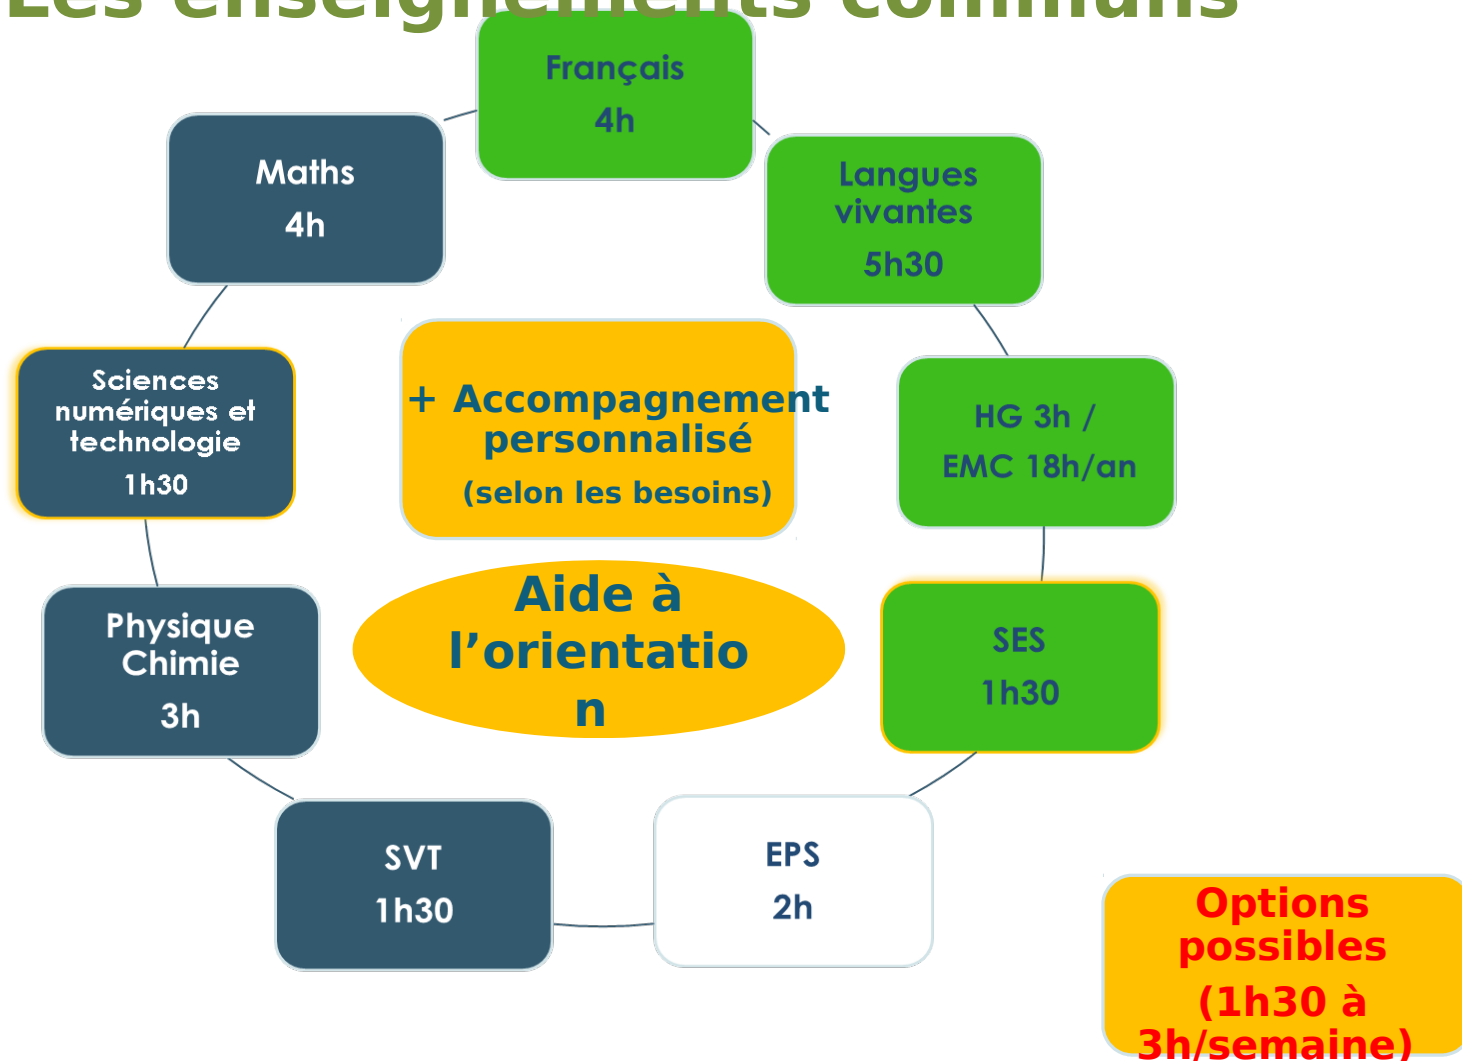 Les enseignements communs
Français
4h
Maths
4h
Langues
vivantes
5h30
Sciences
numériques et
technologie
1h30
+ Accompagnement
personnalisé
(selon les besoins)
HG 3h /
EMC 18h/an
Aide à
l’orientatio
n
Physique
Chimie
3h
SES
1h30
SVT
1h30
EPS
2h
Options
possibles
(1h30 à
3h/semaine)